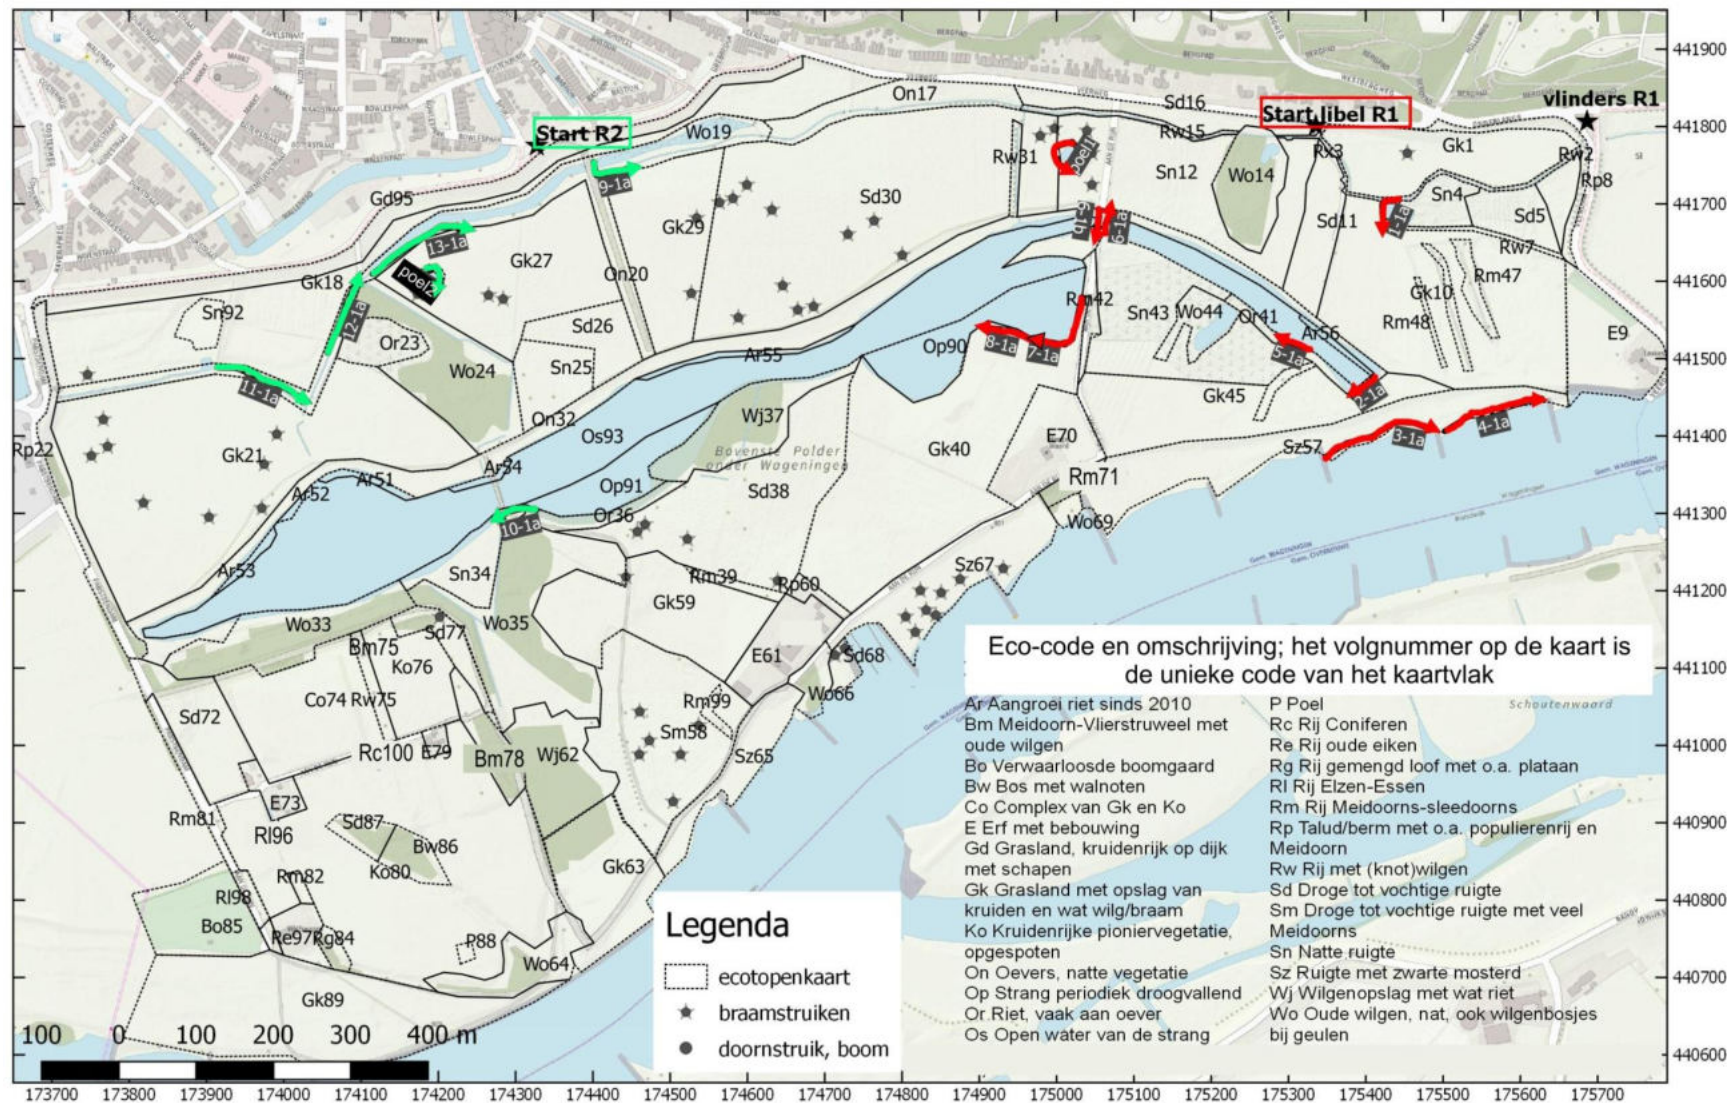 Start R2
Start libel R1
vlinders R1
On17
Sd16
Wo19
Rw15
Rw31
poel1
Rx3
Gk1
Rw2
Rp8
Sn12
Wo14
Sn4
Sd5
Sd11
1-1a
Rw7
Gd95
9-1a
Sd30
Gk29
6-1b
6-1a
13-1a
poel2
Gk27
On20
Gk18
12-1a
Sn92
Or23
Sd26
Sn25
Wo24
11-1a
On32
Rm42
Sn43
Wo44
Or41
Ar56
Gk10
Rm47
Rm48
E9
8-1a
7-1a
5-1a
2-1a
Op90
Ar55
Gk45
3-1a
4-1a
Sz57
Rp22
Gk21
Wj37
Os93
Bovenste Polder
onder Wageningen
Gk40
E70
Rm71
Wo69
Ar54
Ar51
Ar52
Op91
Sd38
Or36
10-1a
Ar53
Sn34
Wo35
Rm39
Rp60
Gk59
Sz67
Wo33
Sd77
Bm75
Ko76
Co74
Rw75
Sd72
E61
Sd68
Wo66
Rm99
Sm58
Sz65
Rc100
E79
Bm78
Wj62
E73
Rm81
Rl96
Sd87
Bw86
Ko80
Rm82
Gk63
Rl98
Bo85
Re97
Rg84
P88
Wo64
Gk89
Schoutenwaard
Eco-code en omschrijving; het volgnummer op de kaart is
de unieke code van het kaartvlak
Ar Aangroei riet sinds 2010
Bm Meidoorn-Vlierstruweel met
oude wilgen
Bo Verwaarloosde boomgaard
Bw Bos met walnoten
Co Complex van Gk en Ko
E Erf met bebouwing
Gd Grasland, kruidenrijk op dijk
met schapen
Gk Grasland met opslag van
kruiden en wat wilg/braam
Ko Kruidenrijke pioniervegetatie,
opgespoten
On Oevers, natte vegetatie
Op Strang periodiek droogvallend
Or Riet, vaak aan oever
Os Open water van de strang
P Poel
Rc Rij Coniferen
Re Rij oude eiken
Rg Rij gemengd loof met o.a. plataan
Rl Rij Elzen-Essen
Rm Rij Meidoorns-sleedoorns
Rp Talud/berm met o.a. populierenrij en
Meidoorn
Rw Rij met (knot)wilgen
Sd Droge tot vochtige ruigte
Sm Droge tot vochtige ruigte met veel
Meidoorns
Sn Natte ruigte
Sz Ruigte met zwarte mosterd
Wj Wilgenopslag met wat riet
Wo Oude wilgen, nat, ook wilgenbosjes
bij geulen
Legenda
ecotopenkaart
braamstruiken
doornstruik, boom
100 0 100 200 300 400 m
441900
441800
441700
441600
441500
441400
441300
441200
441100
441000
440900
440800
440700
440600
173700 173800 173900 174000 174100 174200 174300 174400 174500 174600 174700 174800 174900 175000 175100 175200 175300 175400 175500 175600 175700